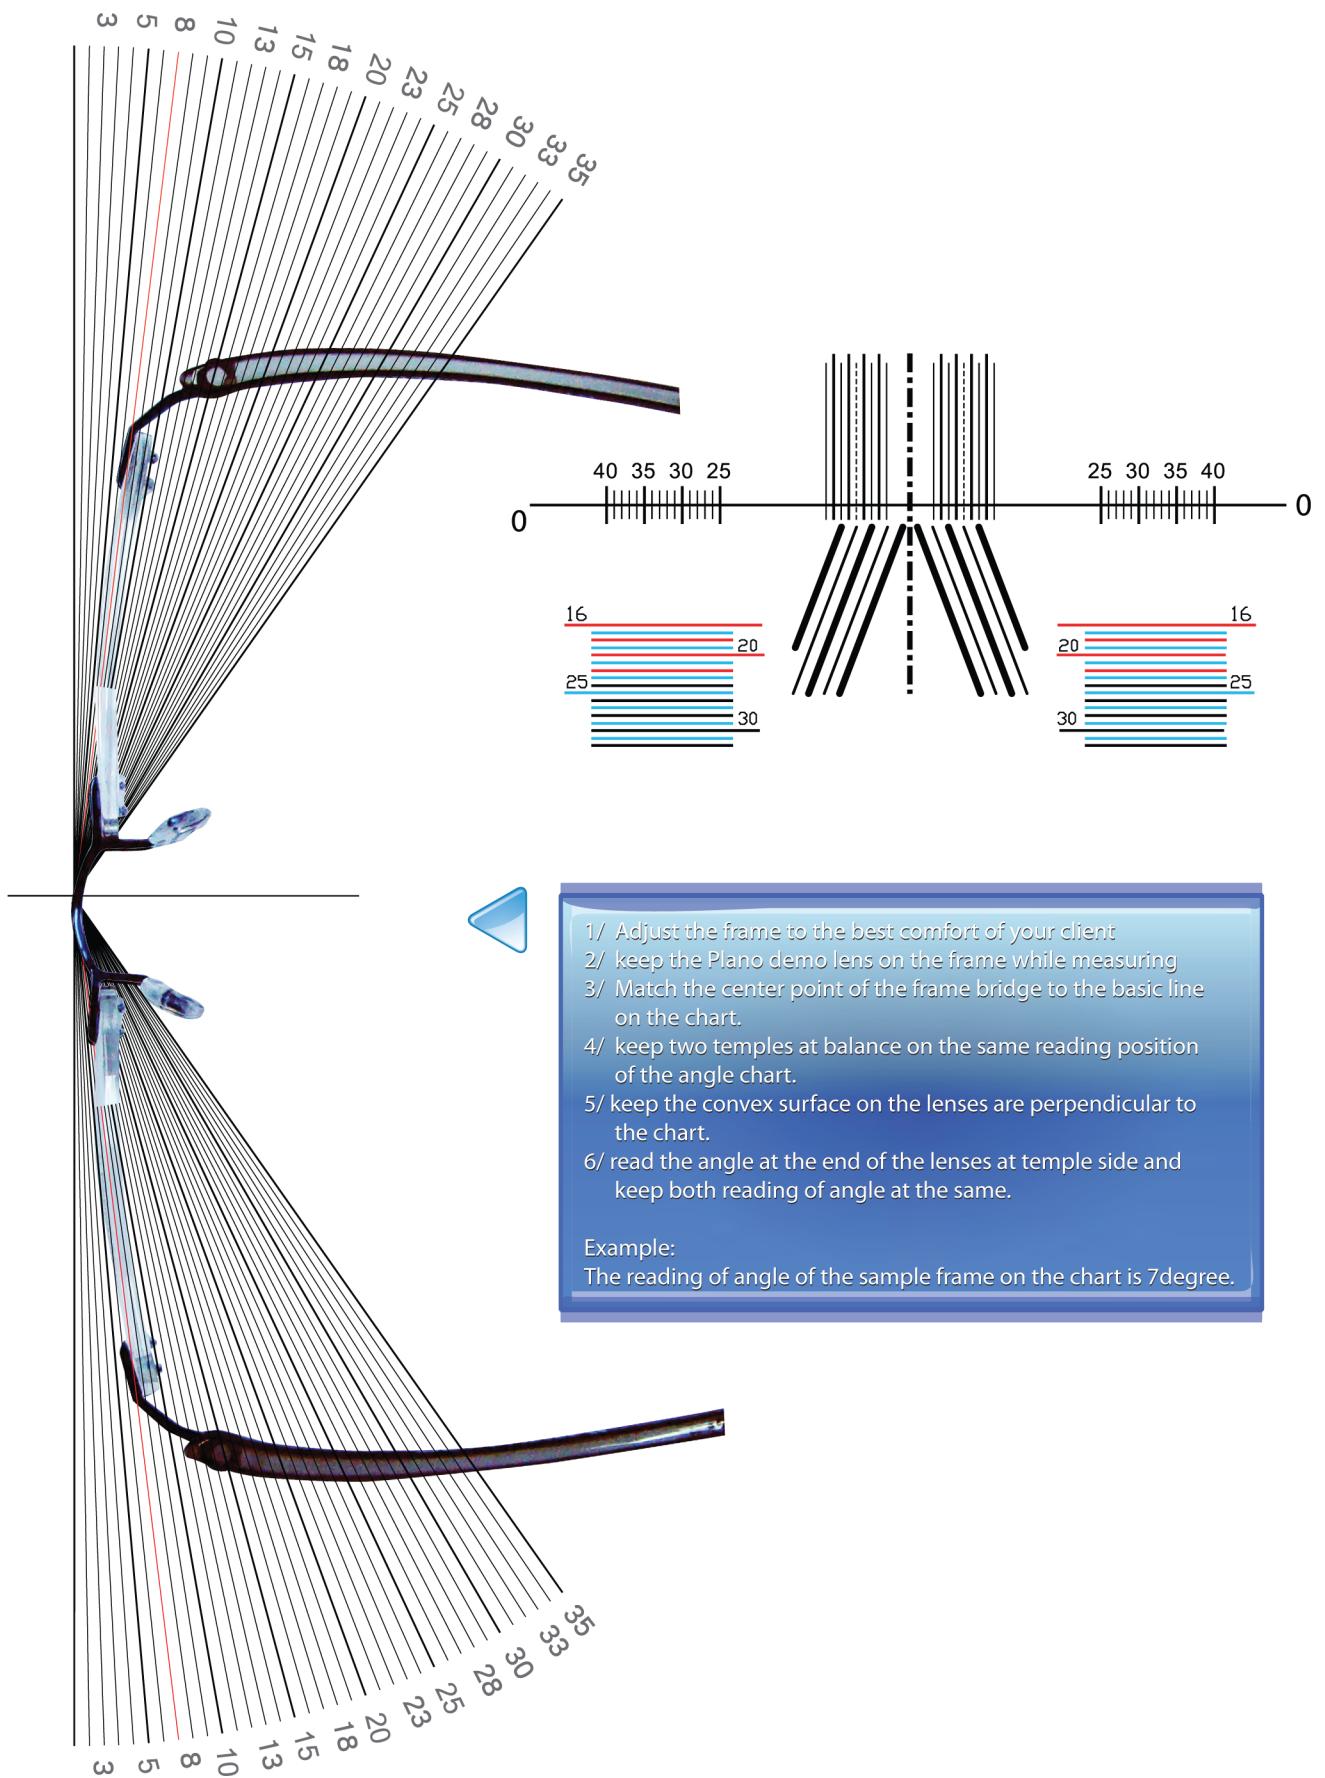 3 5 8 10 13 15 18 20 23 25 28 30 33 35
40 35 30 25
25 30 35 40
0
0
16
16
20
20
25
25
30
30
1/ Adjust the frame to the best comfort of your client
2/ keep the Plano demo lens on the frame while measuring
3/ Match the center point of the frame bridge to the basic line
on the chart.
4/ keep two temples at balance on the same reading position
of the angle chart.
5/ keep the convex surface on the lenses are perpendicular to
the chart.
6/ read the angle at the end of the lenses at temple side and
keep both reading of angle at the same.
Example:
The reading of angle of the sample frame on the chart is 7degree.
3 5 8 10 13 15 18 20 23 25 28 30 33 35